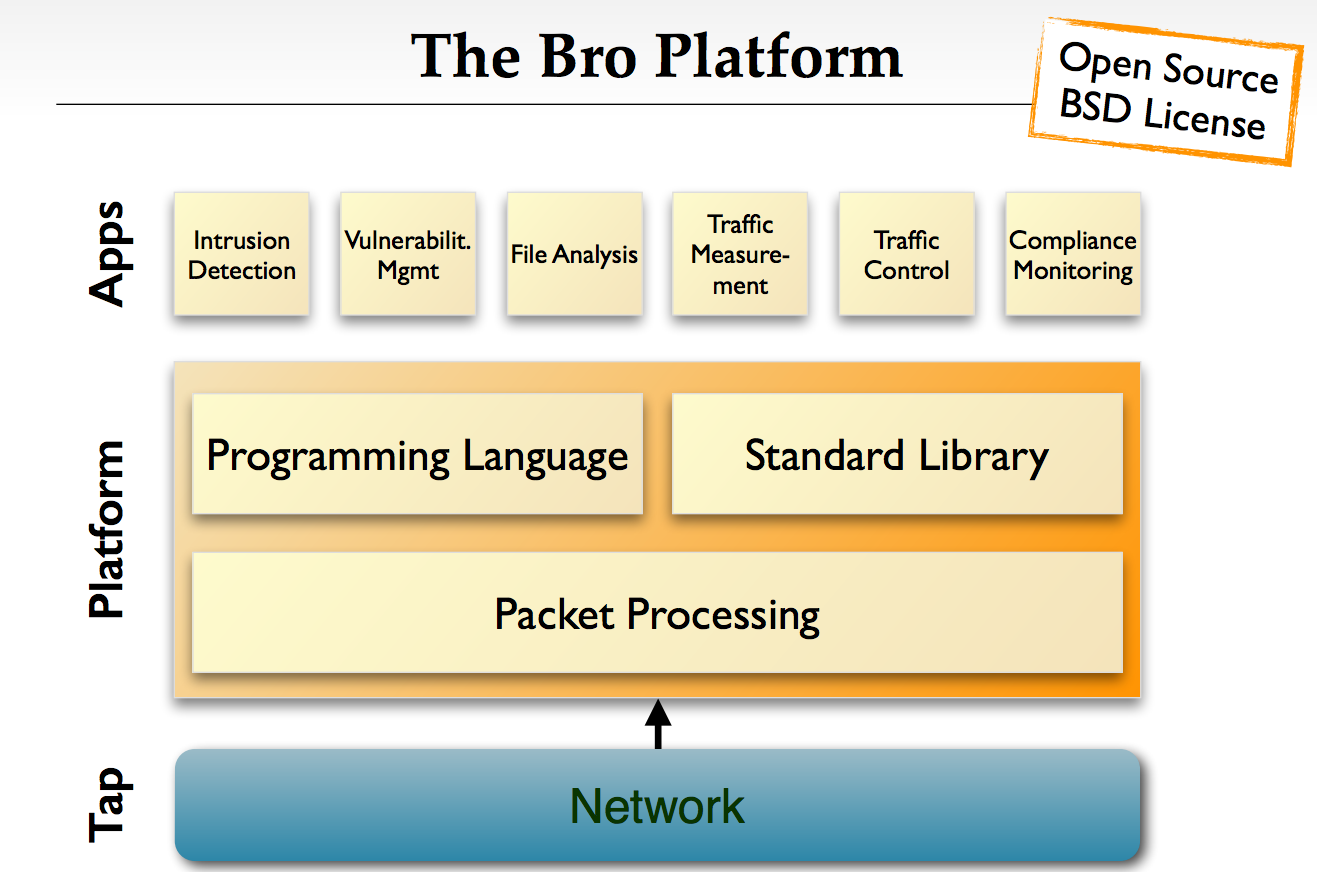 The Bro Platform
Open Source
BSD License
Apps
Intrusion
Detection
Vulnerabilit.
Mgmt
File Analysis
Traffic
Measure-
ment
Traffic
Control
Compliance
Monitoring
Platform
Programming Language
Standard Library
Packet Processing
Tap
Network